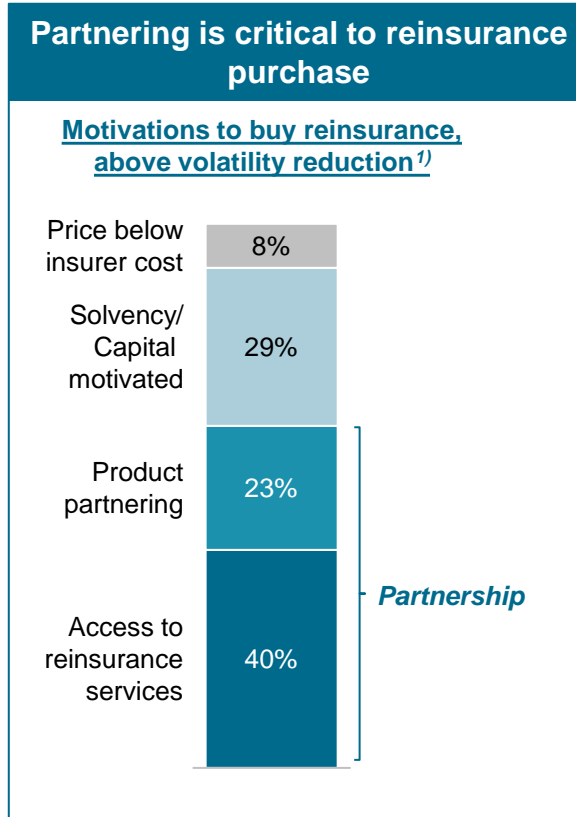 Partnering is critical to reinsurance
purchase
Motivations to buy reinsurance,
above volatility reduction1)
Price below
insurer cost
8%
Solvency/
Capital
motivated
29%
Product
partnering
23%
Partnership
Access to
reinsurance
services
40%